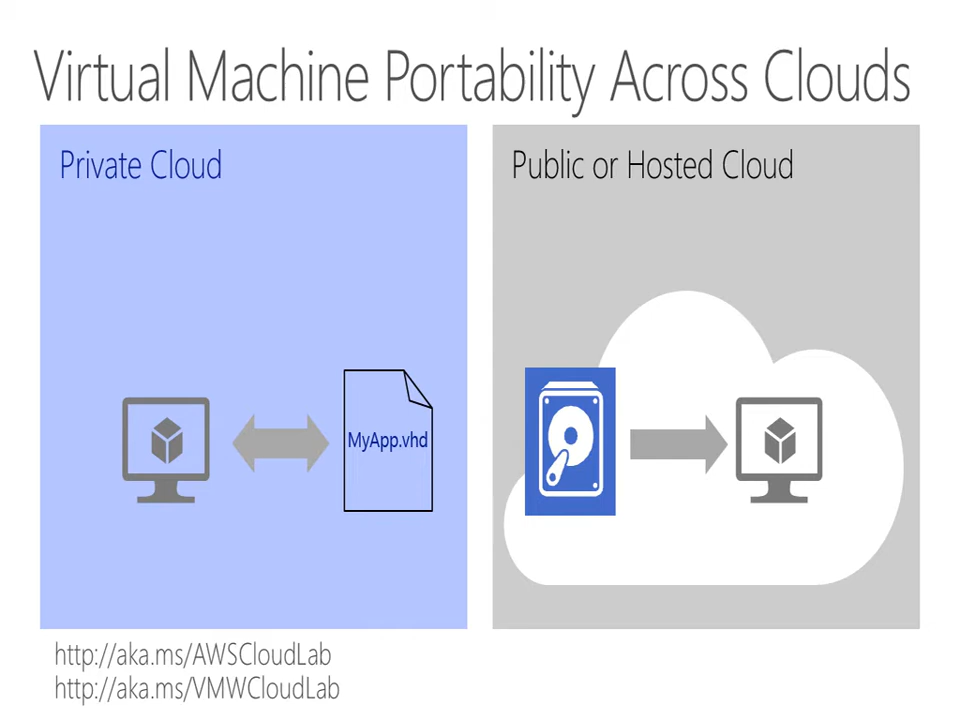 Virtual Machine Portability Across Clouds
Private Cloud
Public or Hosted Cloud
MyApp.vhd
http://aka.ms/AWSCloudLab
http://aka.ms/VMWCloudLab